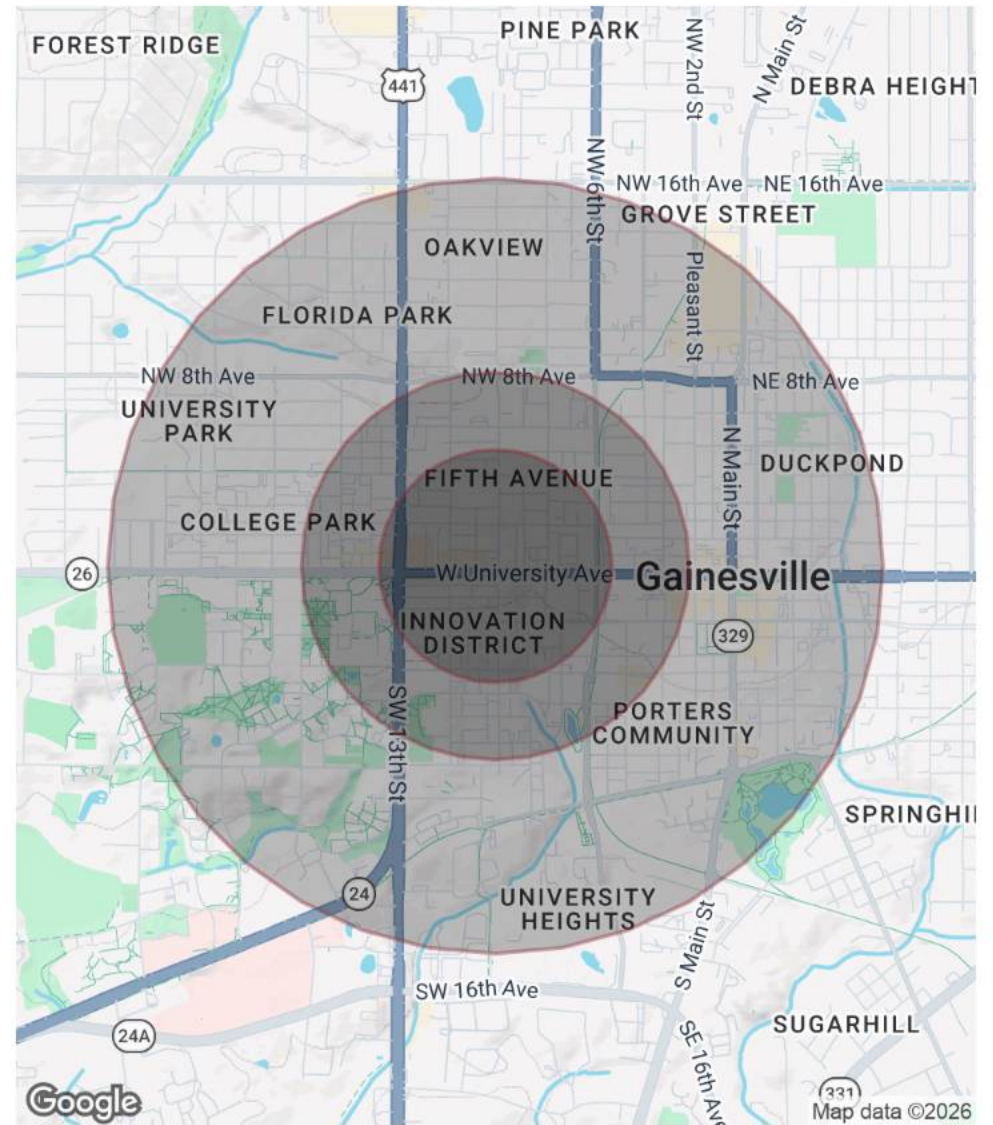 PINE PARK
FOREST RIDGE
441
NW 2nd St
N Main St
DEBRA HEIGHT
NW 6th St
NW 16th Ave
NE 16th Ave
GROVE STREET
OAKVIEW
Pleasant St
FLORIDA PARK
NW 8th Ave
NW 8th Ave
NE 8th Ave
UNIVERSITY
PARK
N Main St
DUCKPOND
FIFTH AVENUE
COLLEGE PARK
26
W University Ave
Gainesville
INNOVATION
DISTRICT
329
SW 13th St
PORTERS
COMMUNITY
SPRINGHI
24
UNIVERSITY
HEIGHTS
S Main St
SW 16th Ave
SUGARHILL
24A
SE 16th Ave
331
Google
Map data ©2026